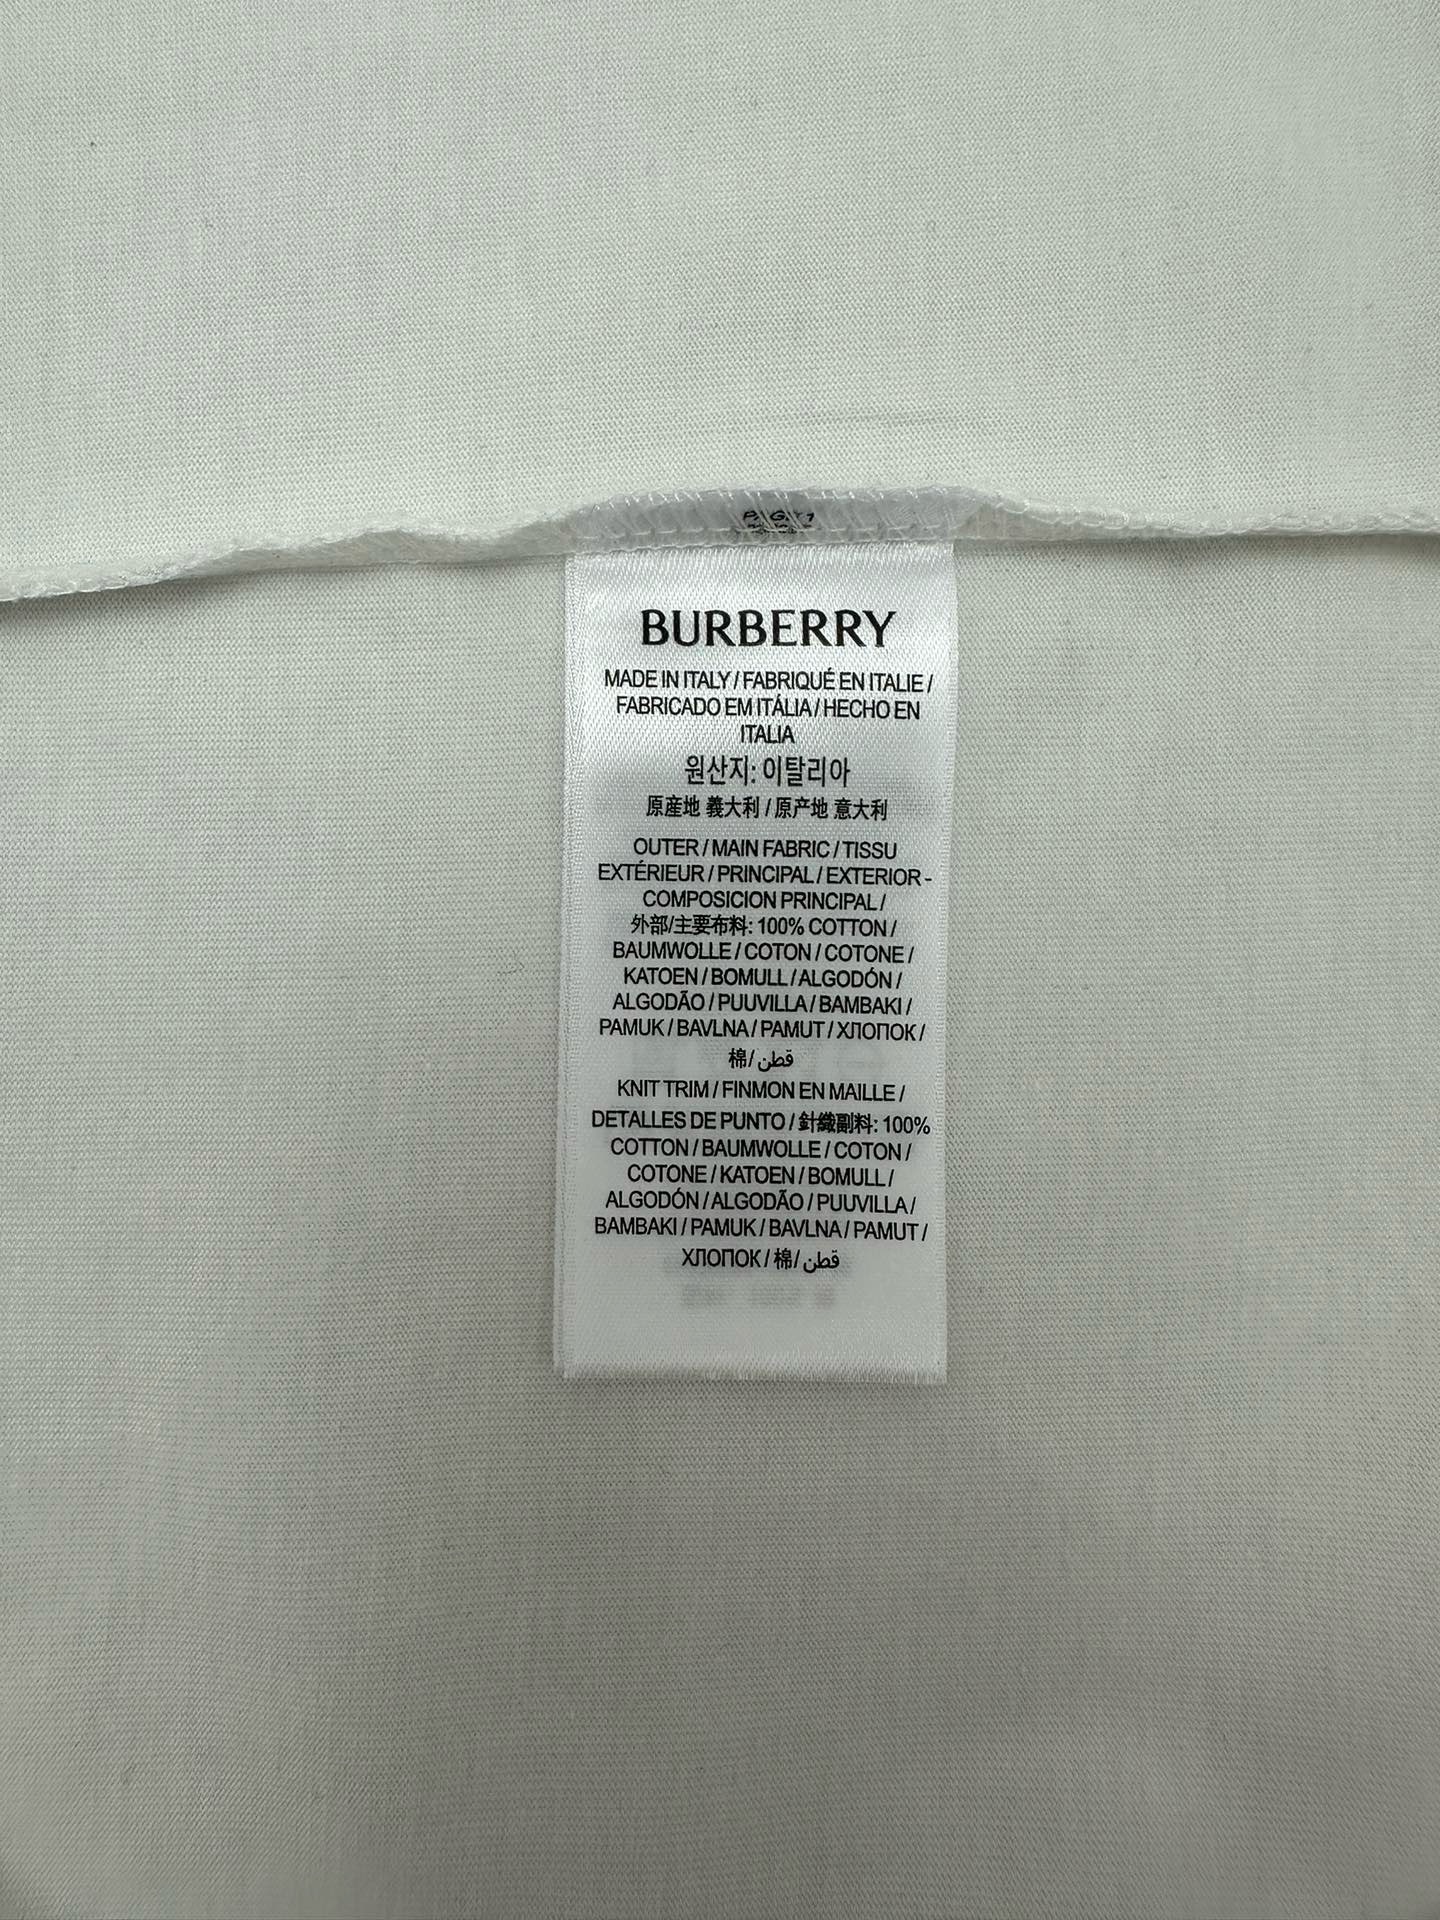 PAGE 1
BURBERRY
MADE IN ITALY / FABRIQUÉ EN ITALIE /
FABRICADO EM ITÁLIA / HECHO EN
ITALIA
원산지: 이탈리아
原産地 義大利 / 原产地 意大利
OUTER / MAIN FABRIC / TISSU
EXTÉRIEUR / PRINCIPAL / EXTERIOR -
COMPOSICION PRINCIPAL /
外部/主要布料: 100% COTTON /
BAUMWOLLE / COTON / COTONE /
KATOEN / BOMULL / ALGODÓN /
ALGODÃO / PUUVILLA / BAMBAKI /
PAMUK / BAVLNA / PAMUT / ХЛОПОК /
棉/ قطن
KNIT TRIM / FINMON EN MAILLE /
DETALLES DE PUNTO / 針織副料: 100%
COTTON / BAUMWOLLE / COTON /
COTONE / KATOEN / BOMULL /
ALGODÓN / ALGODÃO / PUUVILLA /
BAMBAKI / PAMUK / BAVLNA / PAMUT /
ХЛОПОК / 棉/ قطن